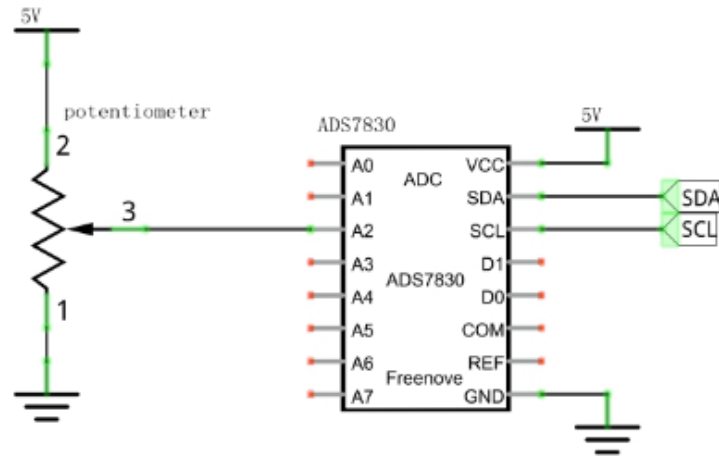 5V
potentiometer
2
3
1
ADS7830
5V
A0 ADC VCC
A1 SDA SDA
A2 SCL SCL
A3 D1
A4 ADS7830 D0
A5 COM
A6 REF
A7 Freenove GND